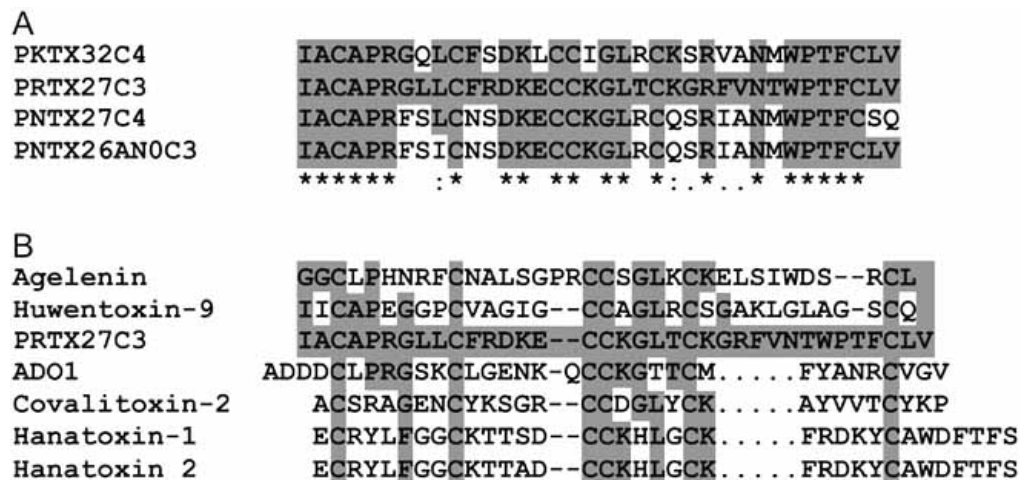 A
PKTX32C4 IACAPRGQLCFSDKLCCIGLRCKSRVANMWPTFCLV
PRTX27C3 IACAPRGLLCFRDKECCKGLTCKGRFVNTWPTFCLV
PNTX27C4 IACAPRFSLCNSDKECCKGLRCQSRIANMWPTFCSQ
PNTX26AN0C3 IACAPRFSICNSDKECCKGLRCQSRIANMWPTFCLV
****** :* ** ** ** *:.*..* *****
B
Agelenin GGCLPHNRFCNALSGPRCCSGLKCKELSIWDS--RCL
Huwentoxin-9 IICAPEGGPCVAGIG--CCAGLRCSGAKLGLAG-SCQ
PRTX27C3 IACAPRGLLCFRDKE--CCKGLTCKGRFVNTWPTFCLV
ADO1 ADDDCLPRGSKCLGENK-QCCKGTTCM.....FYANRCVGV
Covalitoxin-2 ACSRAGENCYKSGR--CCDGLYCK.....AYVVTCYKP
Hanatoxin-1 ECRYLFGGCKTTSD--CCKHLGCK.....FRDKYCAWDFTFS
Hanatoxin 2 ECRYLFGGCKTTAD--CCKHLGCK.....FRDKYCAWDFTFS